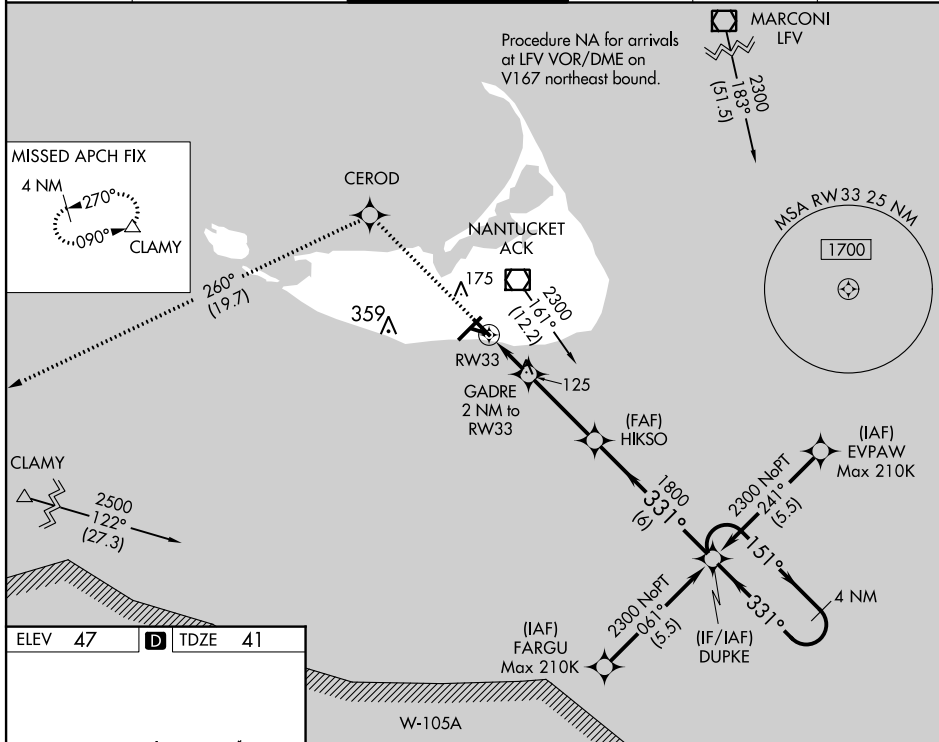 MARCONI
LFV
Procedure NA for arrivals
at LFV VOR/DME on
V167 northeast bound.
2300
183°
(51.5)
MISSED APCH FIX
4 NM
270°
090°
CLAMY
CEROD
NANTUCKET
ACK
MSA RW33 25 NM
1700
175
2300
161°
(12.2)
260°
(19.7)
359
RW33
GADRE
2 NM to
RW33
125
(FAF)
HIKSO
(IAF)
EVPAW
Max 210K
CLAMY
2500
122°
(27.3)
1800
331°
(6)
2300 NoPT
241°
(5.5)
151°
331°
4 NM
2300 NoPT
061°
(5.5)
(IF/IAF)
DUPKE
(IAF)
FARGU
Max 210K
ELEV 47 D TDZE 41
W-105A